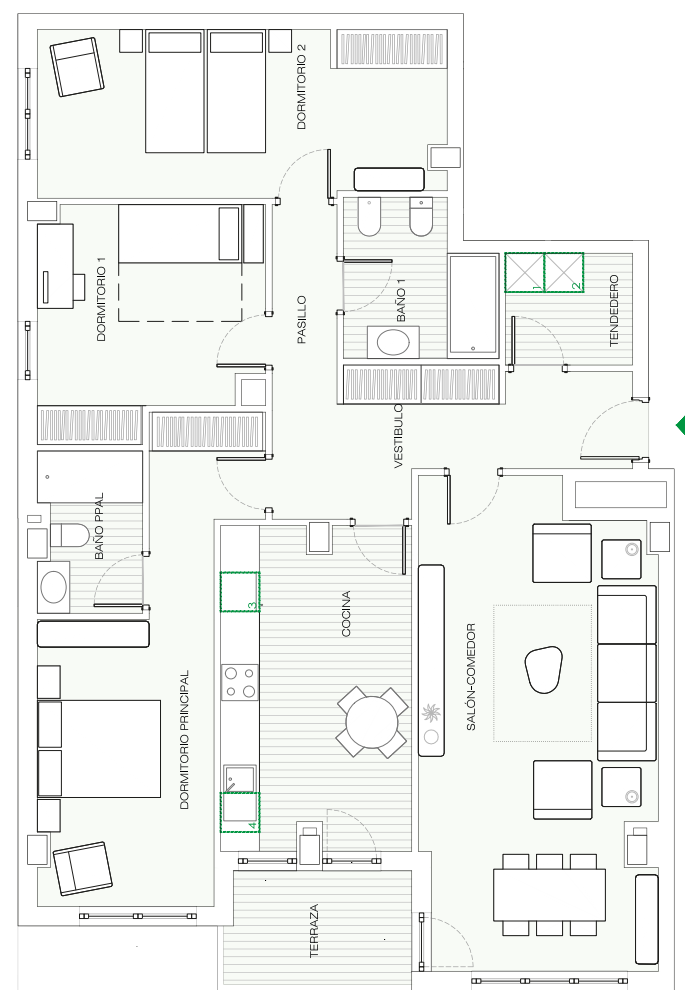 DORMITORIO 2
DORMITORIO 1
PASILLO
BAÑO 1
1
2
TENDEDERO
VESTIBULO
BAÑO PPAL
3
COCINA
SALÓN-COMEDOR
DORMITORIO PRINCIPAL
4
TERRAZA